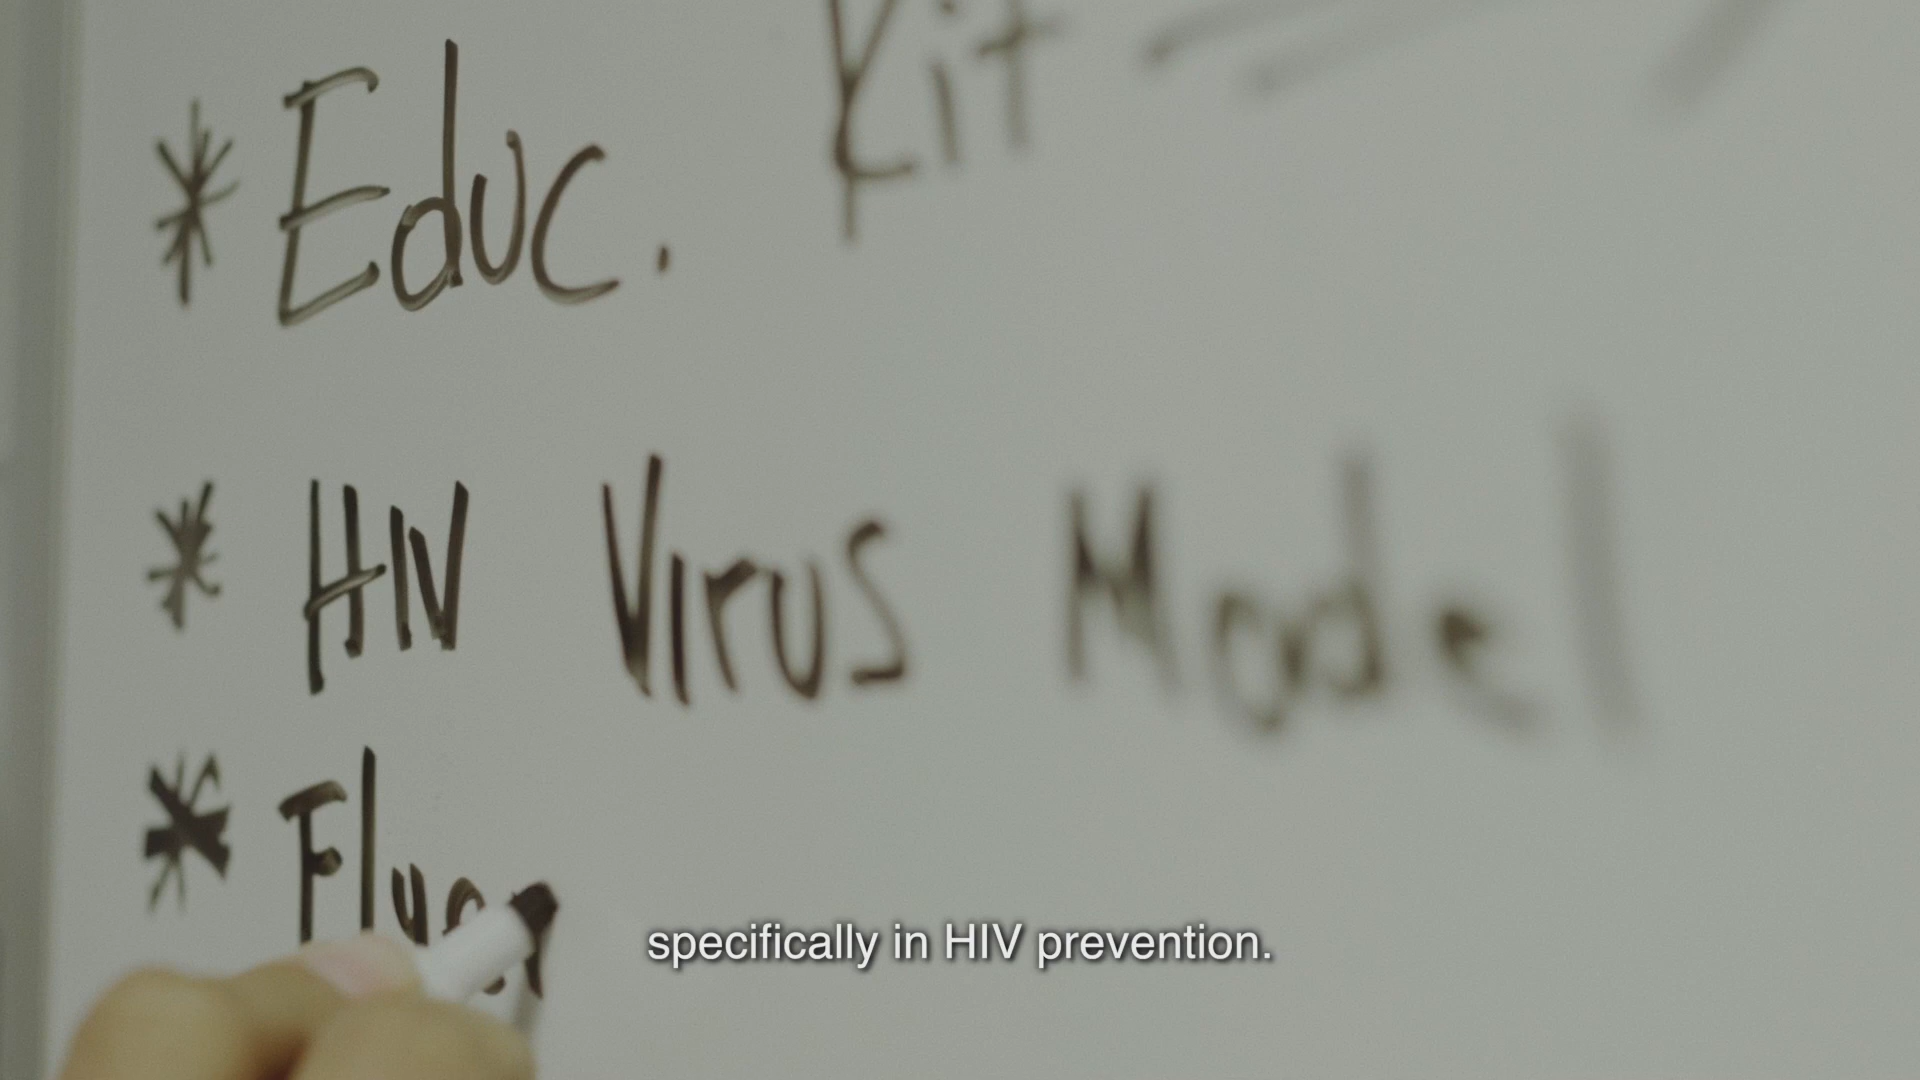 * Educ. Kit
* HIV Virus Model
*
specifically in HIV prevention.